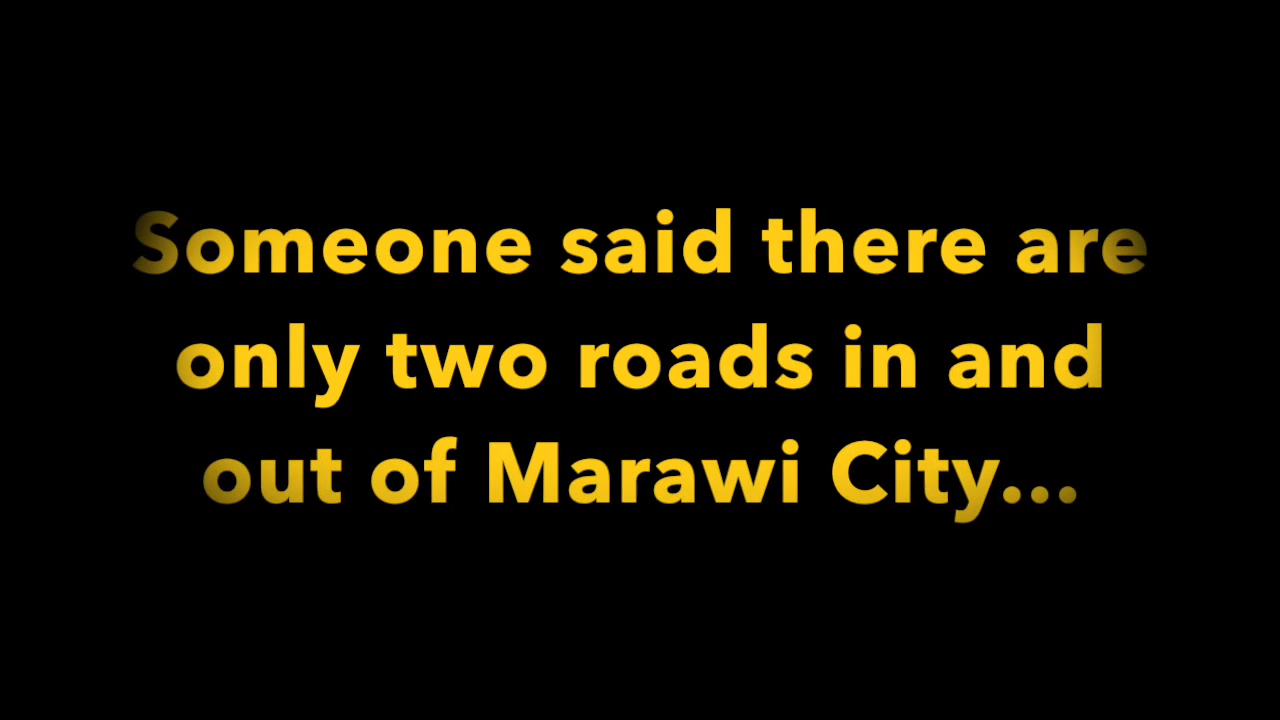 Someone said there are
only two roads in and
out of Marawi City...